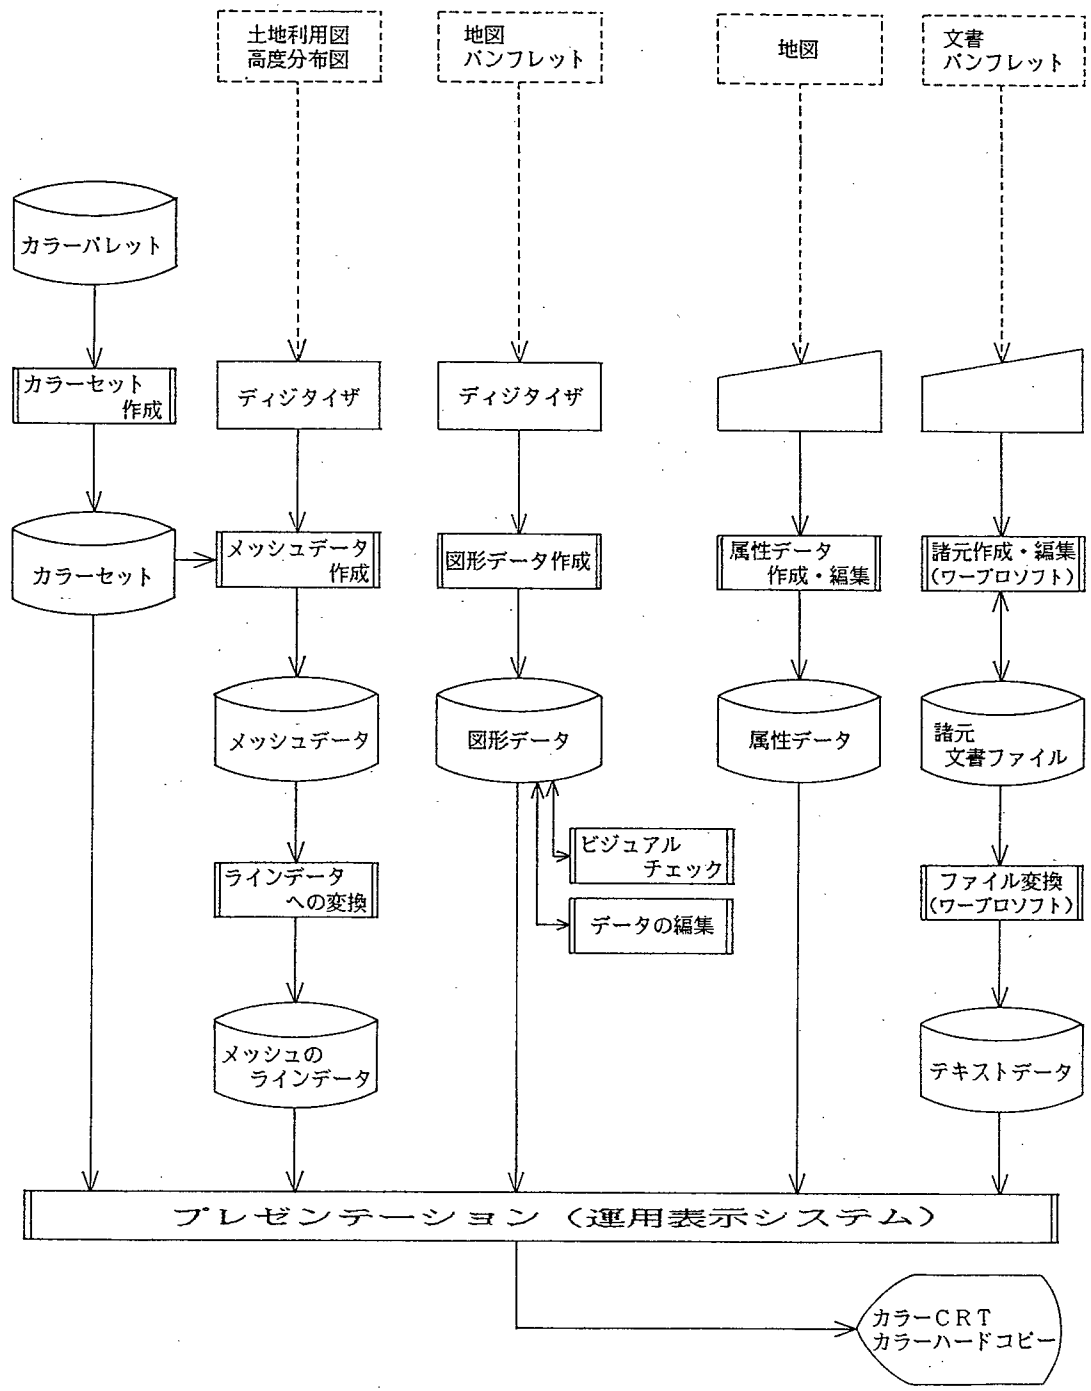 土地利用図
高度分布図
地図
パンフレット
地図
文書
パンフレット
カラーパレット
カラーセット
作成
ディジタイザ
ディジタイザ
カラーセット
メッシュデータ
作成
図形データ作成
属性データ
作成・編集
諸元作成・編集
(ワープロソフト)
メッシュデータ
図形データ
属性データ
諸元
文書ファイル
ビジュアル
チェック
データの編集
ラインデータ
への変換
ファイル変換
(ワープロソフト)
メッシュの
ラインデータ
テキストデータ
プレゼンテーション(運用表示システム)
カラーCRT
カラーハードコピー